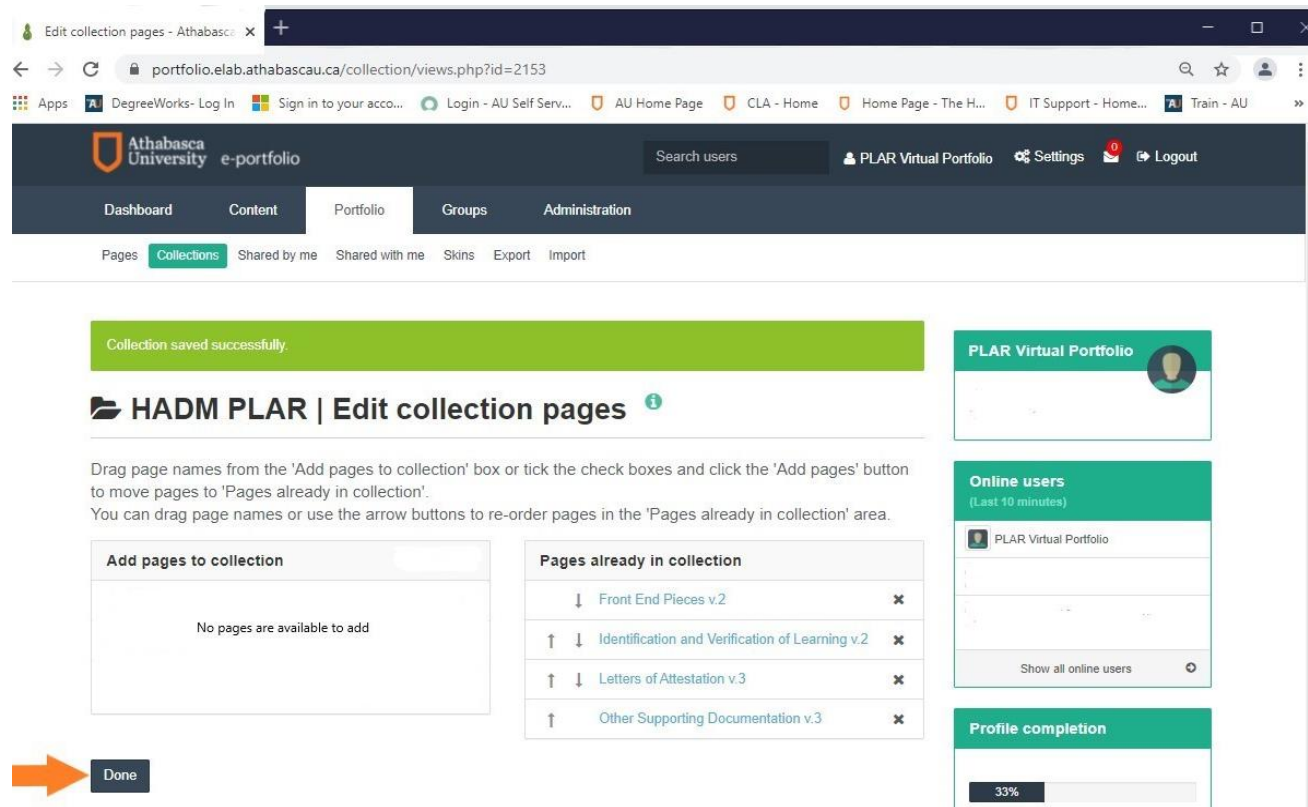 Edit collection pages - Athabasca
portfolio.elab.athabascau.ca/collection/views.php?id=2153
Apps DegreeWorks- Log In Sign in to your acco... Login - AU Self Serv... AU Home Page CLA - Home Home Page - The H... IT Support - Home... Train - AU »
Athabasca
University e-portfolio
Search users PLAR Virtual Portfolio Settings 0 Logout
Dashboard Content Portfolio Groups Administration
Pages Collections Shared by me Shared with me Skins Export Import
Collection saved successfully.
HADM PLAR | Edit collection pages
Drag page names from the 'Add pages to collection' box or tick the check boxes and click the 'Add pages' button
to move pages to 'Pages already in collection'.
You can drag page names or use the arrow buttons to re-order pages in the 'Pages already in collection' area.
Add pages to collection
No pages are available to add
Pages already in collection
↓ Front End Pieces v.2
↑ ↓ Identification and Verification of Learning v.2
↑ ↓ Letters of Attestation v.3
↑ Other Supporting Documentation v.3
Done
PLAR Virtual Portfolio
Online users
(Last 10 minutes)
PLAR Virtual Portfolio
Show all online users
Profile completion
33%